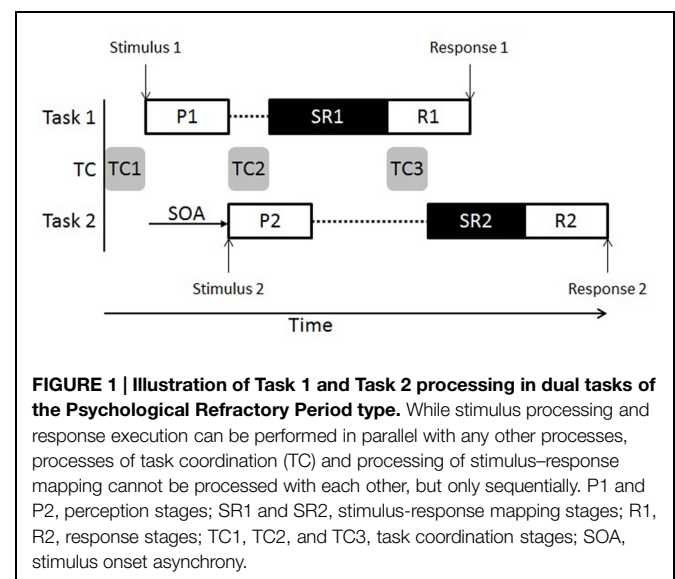 Stimulus 1
Response 1
Task 1
P1
SR1
R1
TC
TC1
TC2
TC3
Task 2
SOA
P2
SR2
R2
Stimulus 2
Response 2
Time
FIGURE 1 | Illustration of Task 1 and Task 2 processing in dual tasks of
the Psychological Refractory Period type. While stimulus processing and
response execution can be performed in parallel with any other processes,
processes of task coordination (TC) and processing of stimulus–response
mapping cannot be processed with each other, but only sequentially. P1 and
P2, perception stages; SR1 and SR2, stimulus-response mapping stages; R1,
R2, response stages; TC1, TC2, and TC3, task coordination stages; SOA,
stimulus onset asynchrony.